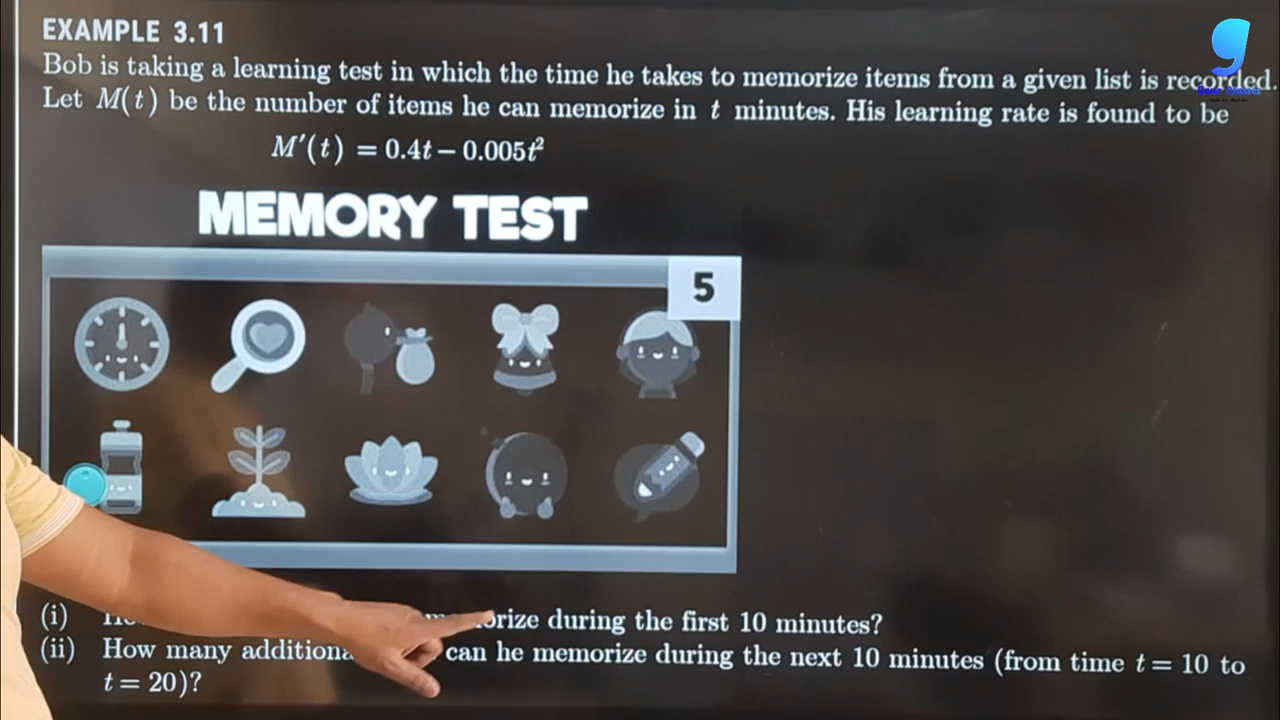 EXAMPLE 3.11
Bob is taking a learning test in which the time he takes to memorize items from a given list is recorded.
Let M(t) be the number of items he can memorize in t minutes. His learning rate is found to be
M′(t) = 0.4t − 0.005t²
MEMORY TEST
5
(i) orize during the first 10 minutes?
(ii) How many additiona can he memorize during the next 10 minutes (from time t = 10 to
t = 20)?